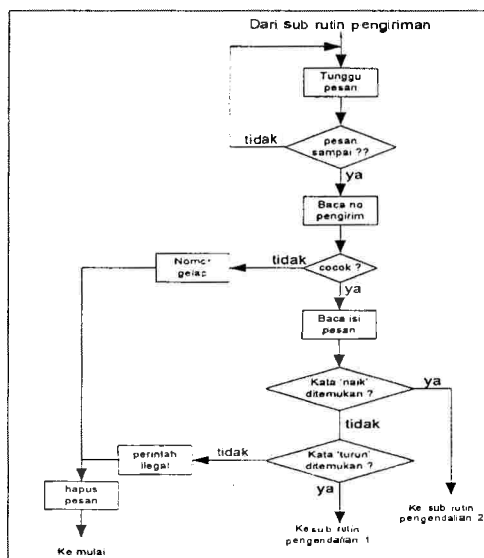 Dari sub rutin pengiriman
Tunggu
pesan
tidak
pesan
sampai ??
ya
Baca no
pengirim
Nomor
gelap
tidak
cocok ?
ya
Baca isi
pesan
Kata 'naik'
ditemukan ?
ya
tidak
perintah
ilegal
tidak
Kata 'turun'
ditemukan ?
ya
hapus
pesan
Ke mulai
Ke sub rutin
pengendalian 1
Ke sub rutin
pengendalian 2